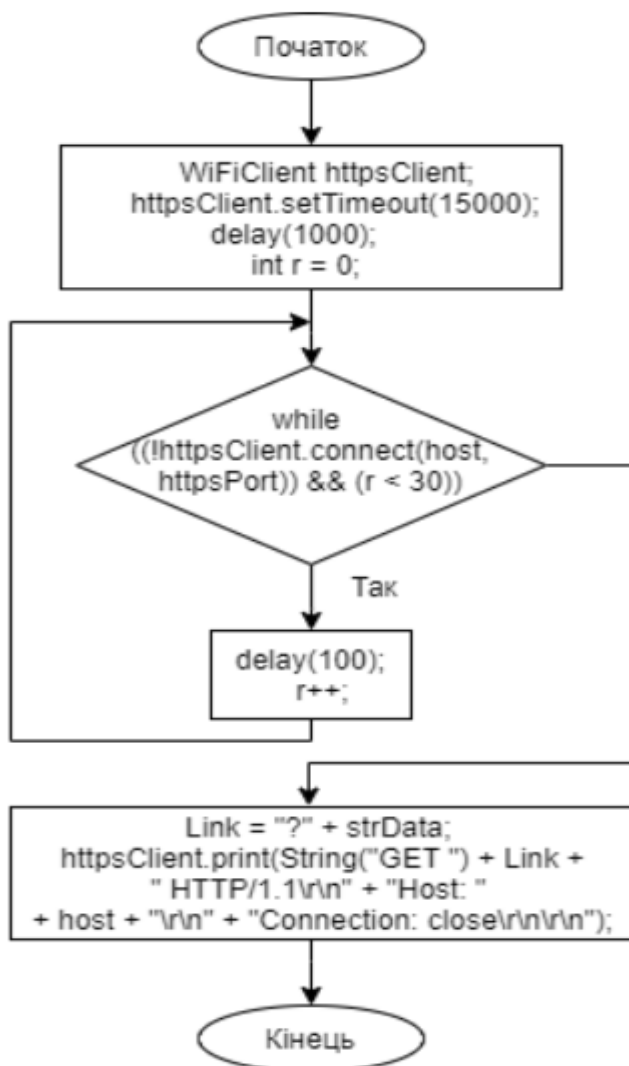 Початок
WiFiClient httpsClient;
httpsClient.setTimeout(15000);
delay(1000);
int r = 0;
while
((!httpsClient.connect(host,
httpsPort)) && (r < 30))
Так
delay(100);
r++;
Link = "?" + strData;
httpsClient.print(String("GET ") + Link +
" HTTP/1.1\r\n" + "Host: "
+ host + "\r\n" + "Connection: close\r\n\r\n");
Кінець